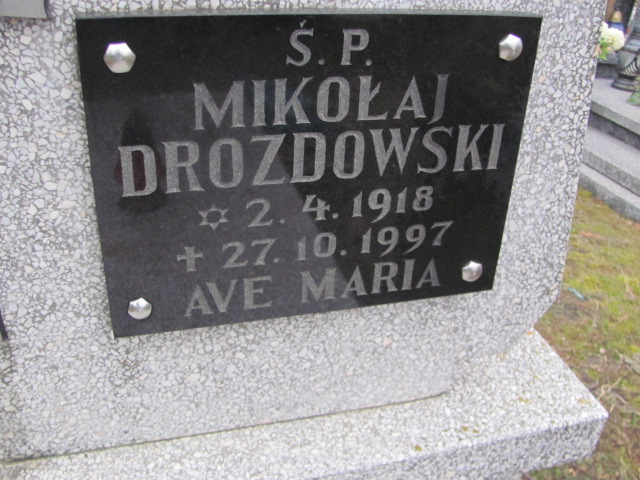 Ś. P.
MIKOŁAJ
DROZDOWSKI
✡ 2. 4. 1918
✝ 27. 10. 1997
AVE MARIA